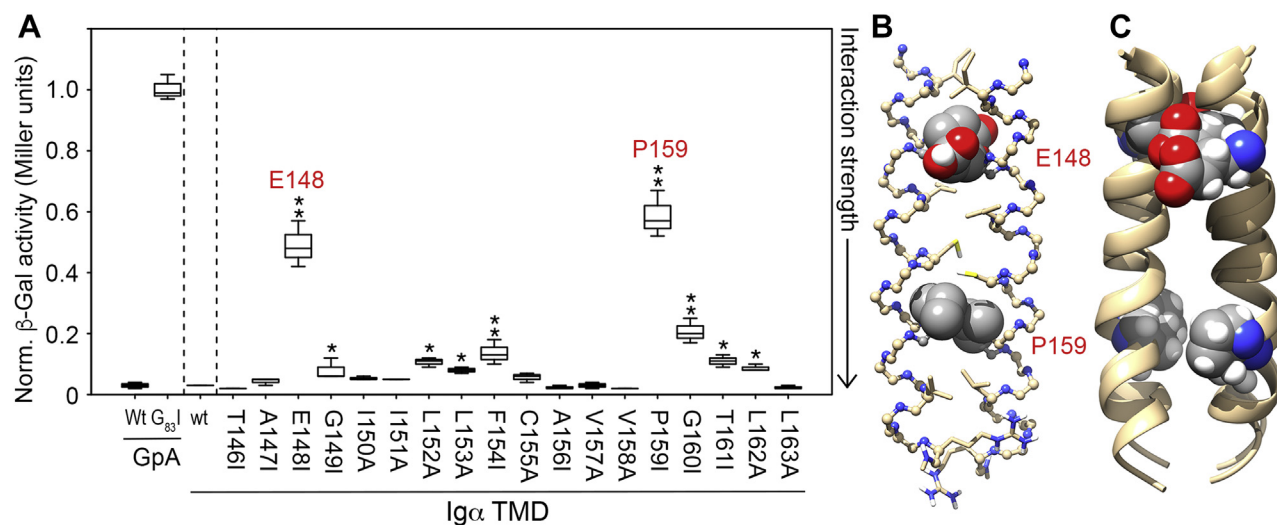 A
B
C
Norm. β-Gal activity (Miller units)
1.0
0.8
0.6
0.4
0.2
0
E148
**
*
*
*
**
P159
**
**
*
*
Interaction strength
E148
P159
Wt G83I
GpA
wt
T146I
A147I
E148I
G149I
I150A
I151A
L152A
L153A
F154I
C155A
A156I
V157A
V158A
P159I
G160I
T161I
L162A
L163A
Igα TMD